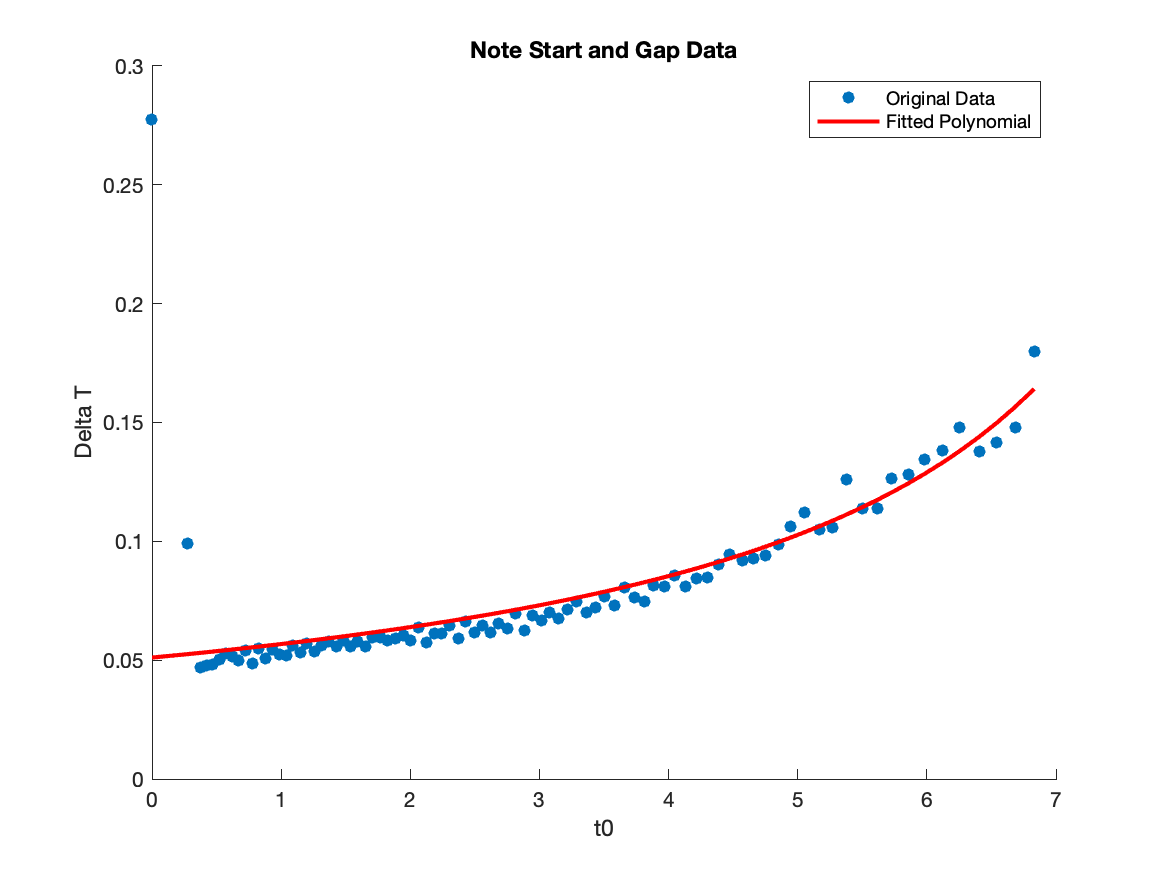 Note Start and Gap Data
Original Data
Fitted Polynomial
0.3
0.25
0.2
0.15
0.1
0.05
0
Delta T
0 1 2 3 4 5 6 7
t0